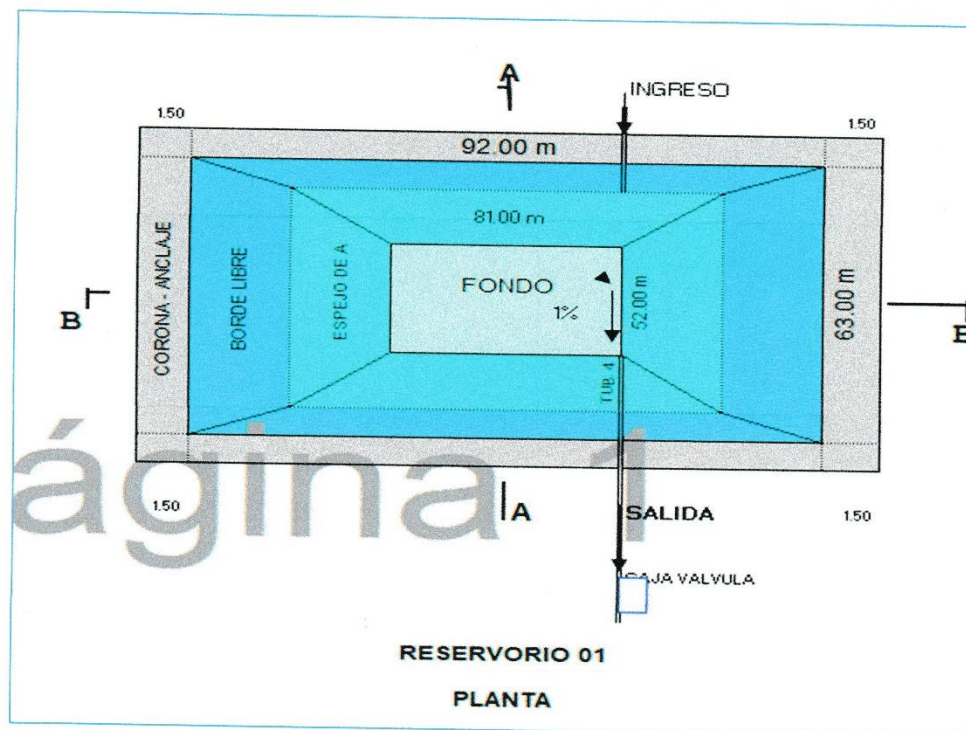 A
INGRESO
1.50
1.50
92.00 m
81.00 m
CORONA - ANCLAJE
BORDE LIBRE
ESPEJO DE A
FONDO
1%
52.00 m
63.00 m
B
B
TUB. 4
ágina 1
1.50
A
SALIDA
1.50
CAJA VALVULA
RESERVORIO 01
PLANTA